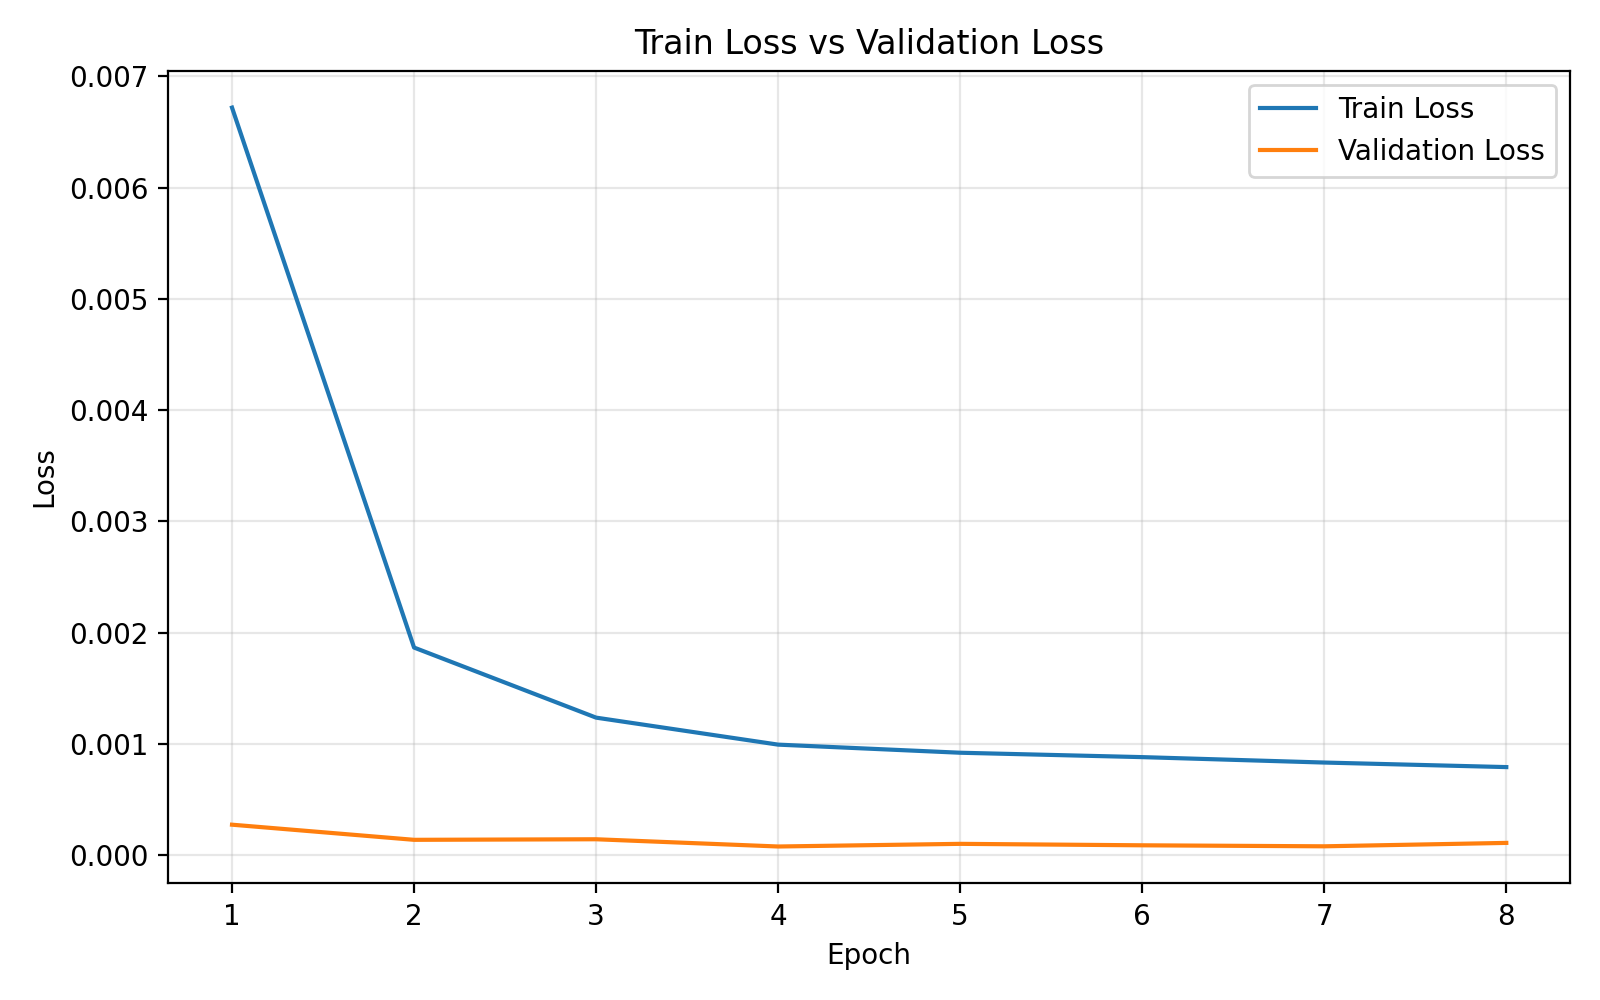 Train Loss vs Validation Loss
Train Loss
Validation Loss
0.007
0.006
0.005
0.004
0.003
0.002
0.001
0.000
Loss
1 2 3 4 5 6 7 8
Epoch